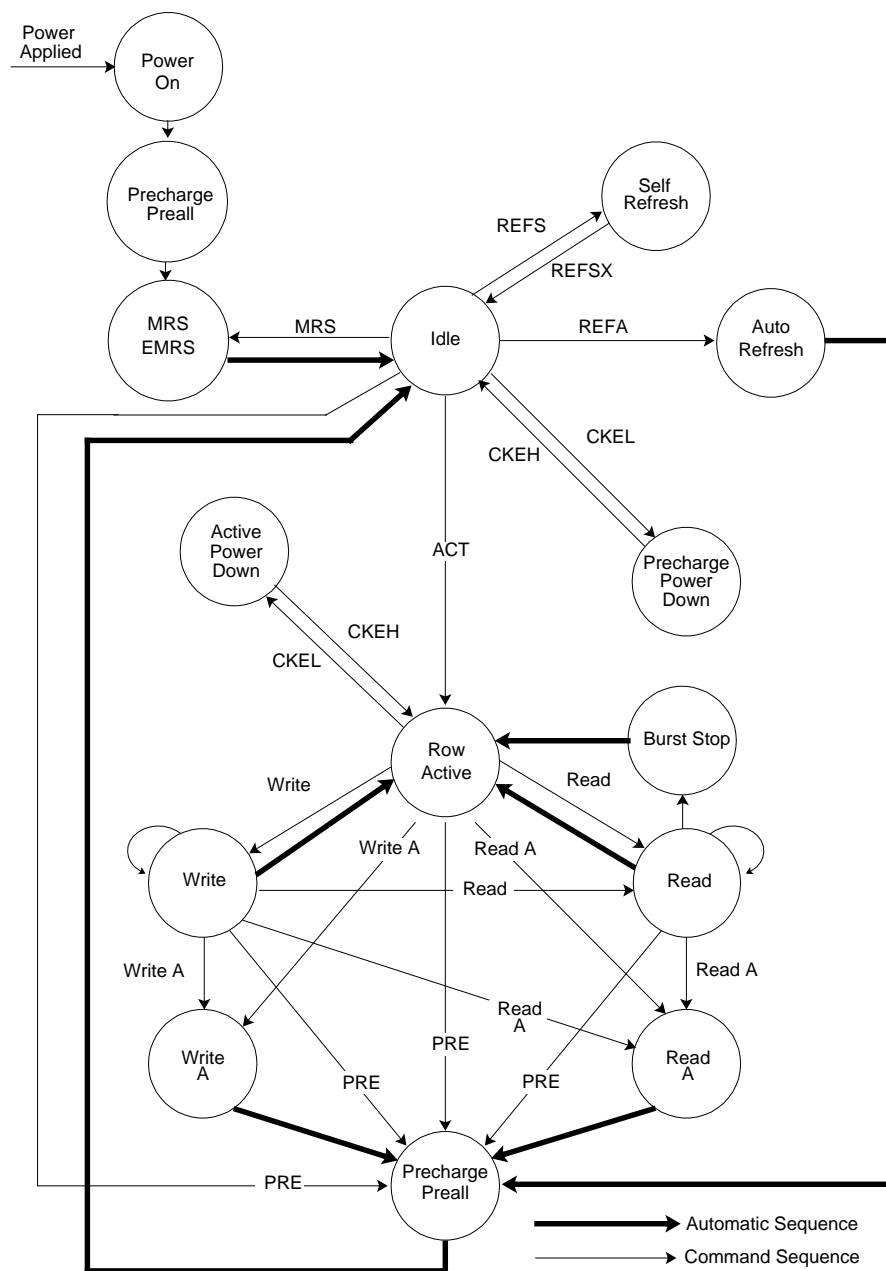 Power
Applied
Power
On
Precharge
Preall
Self
Refresh
REFS
REFSX
MRS
EMRS
MRS
Idle
REFA
Auto
Refresh
CKEL
CKEH
Active
Power
Down
ACT
Precharge
Power
Down
CKEH
CKEL
Row
Active
Burst Stop
Write
Read
Write A
Read A
Write
Read
Read
Write A
Read A
Read
A
Write
A
PRE
Read
A
PRE
PRE
Precharge
Preall
PRE
Automatic Sequence
Command Sequence